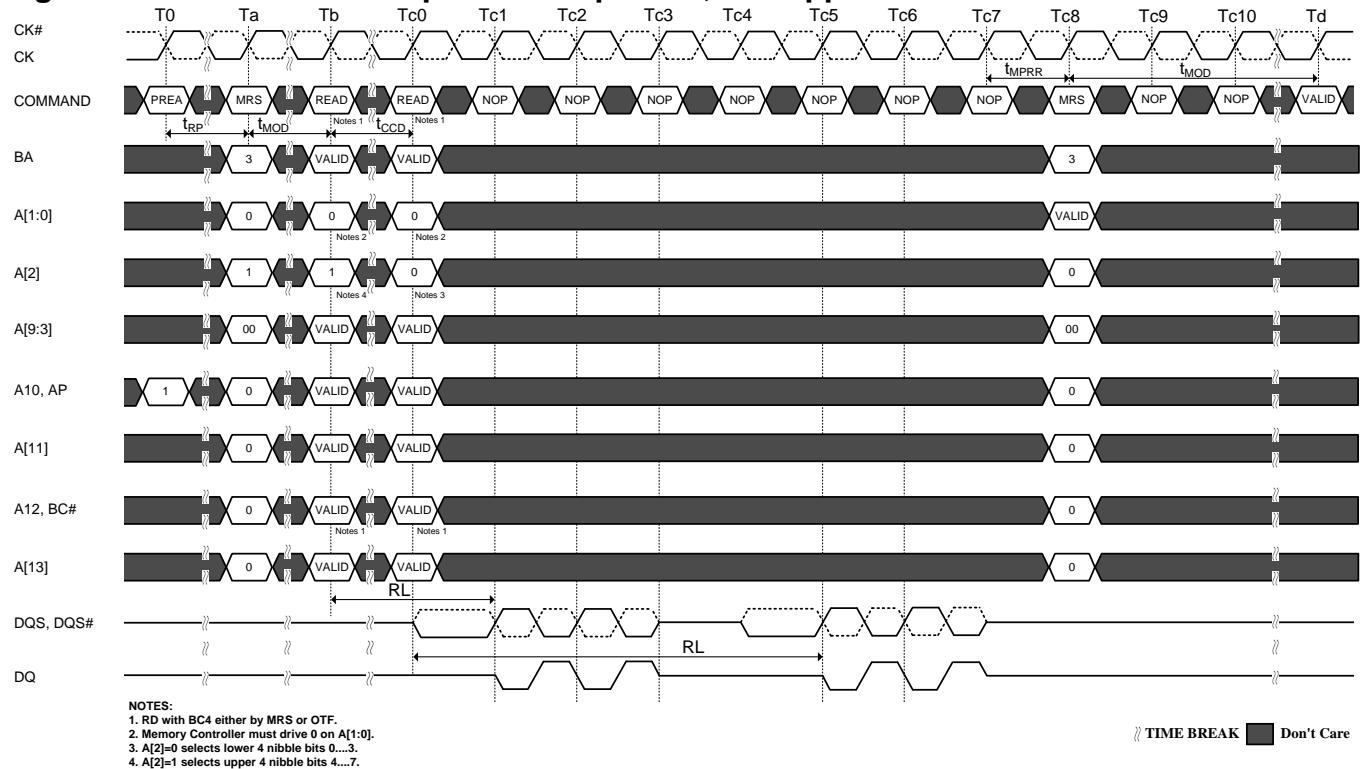 T0 Ta Tb Tc0 Tc1 Tc2 Tc3 Tc4 Tc5 Tc6 Tc7 Tc8 Tc9 Tc10 Td
CK#
CK
tMPRR tMOD
COMMAND PREA MRS READ READ NOP NOP NOP NOP NOP NOP NOP MRS NOP NOP VALID
Notes 1 Notes 1
tRP tMOD tCCD
BA 3 VALID VALID 3
A[1:0] 0 0 0 VALID
Notes 2 Notes 2
A[2] 1 1 0 0
Notes 4 Notes 3
A[9:3] 00 VALID VALID 00
A10, AP 1 0 VALID VALID 0
A[11] 0 VALID VALID 0
A12, BC# 0 VALID VALID 0
Notes 1 Notes 1
A[13] 0 VALID VALID 0
RL
DQS, DQS#
RL
DQ
NOTES:
1. RD with BC4 either by MRS or OTF.
2. Memory Controller must drive 0 on A[1:0].
3. A[2]=0 selects lower 4 nibble bits 0....3.
4. A[2]=1 selects upper 4 nibble bits 4....7.
TIME BREAK Don't Care